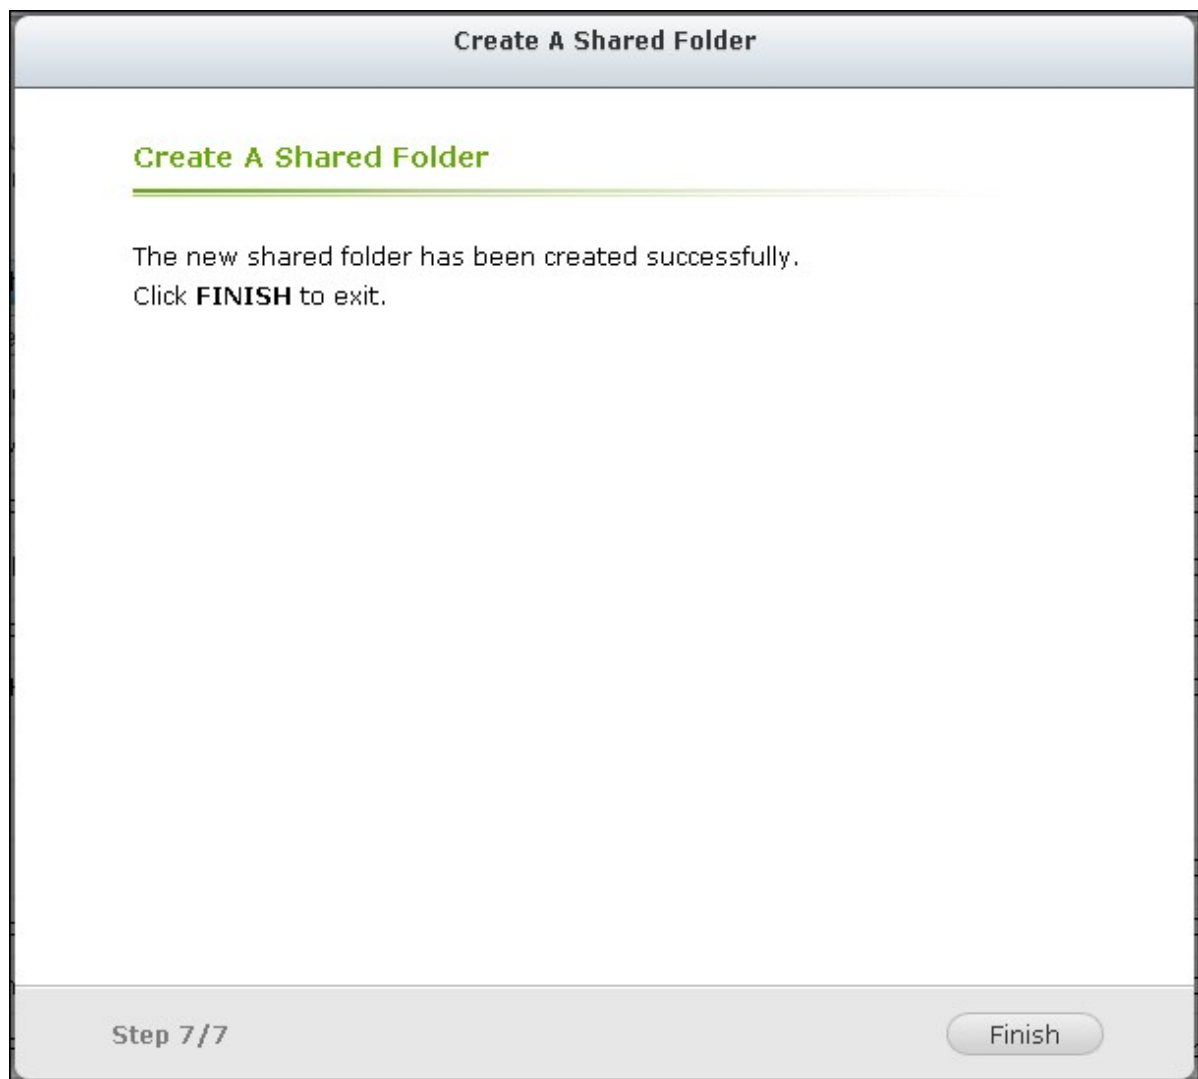 Create A Shared Folder
Create A Shared Folder
The new shared folder has been created successfully.
Click FINISH to exit.
Step 7/7
Finish